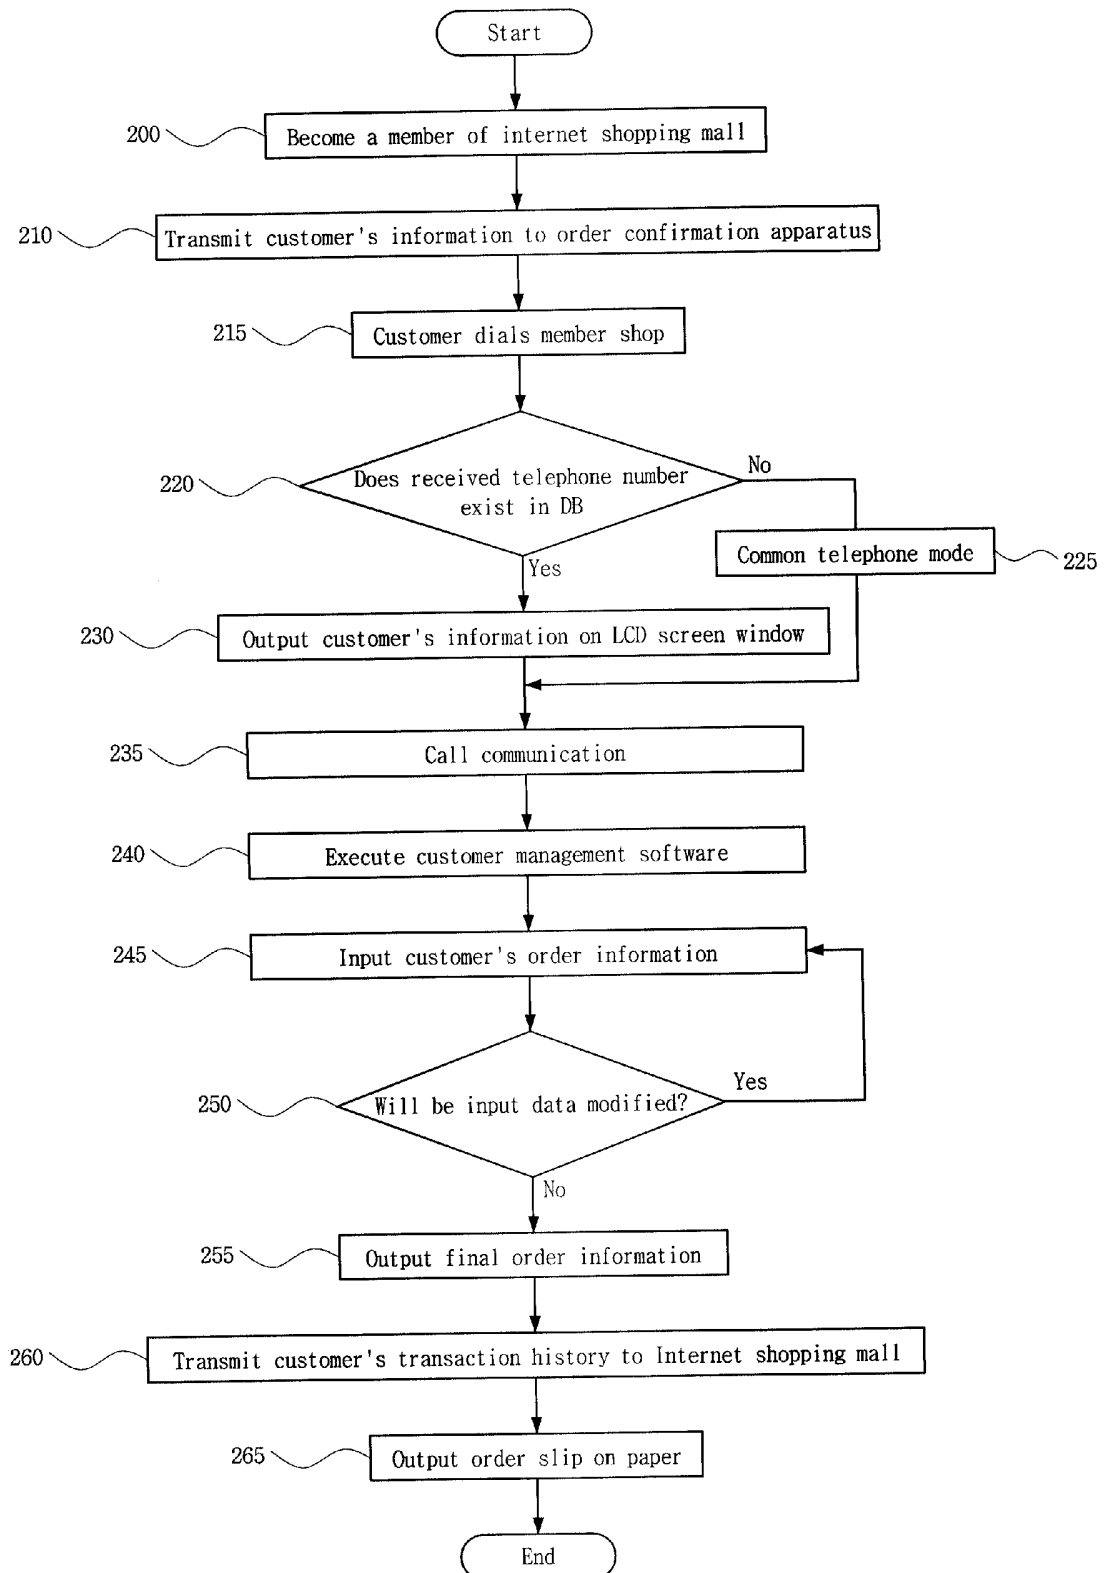 Start
200
Become a member of internet shopping mall
210
Transmit customer's information to order confirmation apparatus
215
Customer dials member shop
220
Does received telephone number
exist in DB
No
Common telephone mode
225
Yes
230
Output customer's information on LCD screen window
235
Call communication
240
Execute customer management software
245
Input customer's order information
250
Will be input data modified?
Yes
No
255
Output final order information
260
Transmit customer's transaction history to Internet shopping mall
265
Output order slip on paper
End